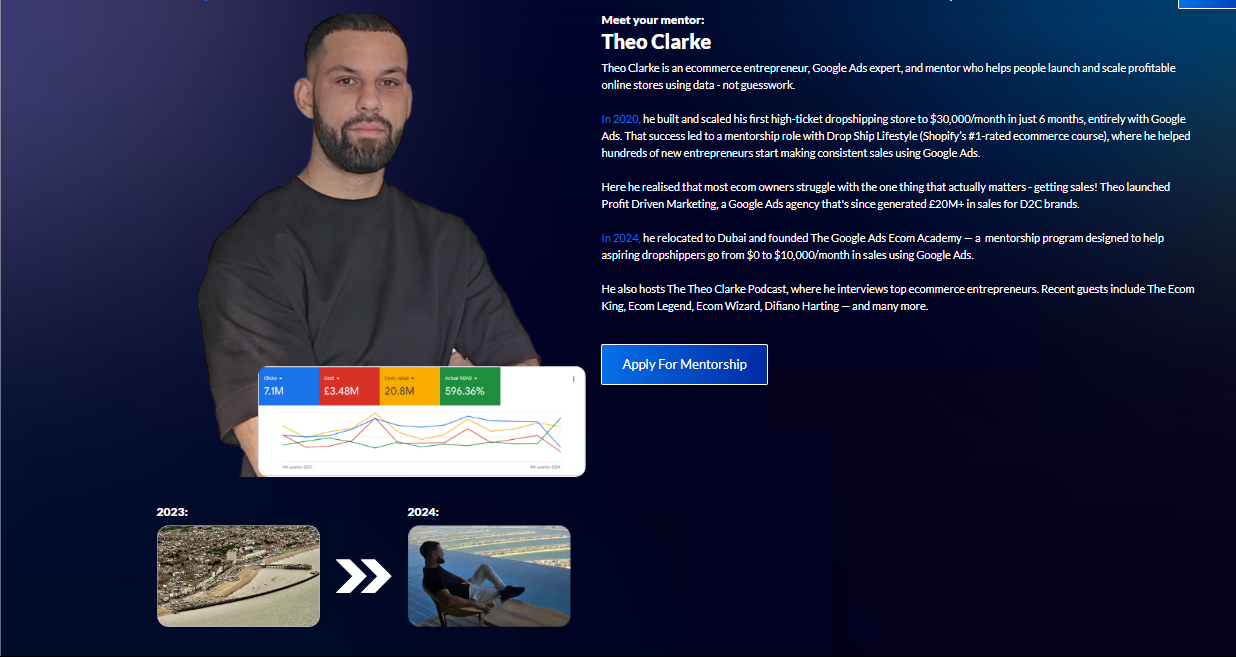 Meet your mentor:
Theo Clarke
Theo Clarke is an ecommerce entrepreneur, Google Ads expert, and mentor who helps people launch and scale profitable
online stores using data - not guesswork.
In 2020, he built and scaled his first high-ticket dropshipping store to $30,000/month in just 6 months, entirely with Google
Ads. That success led to a mentorship role with Drop Ship Lifestyle (Shopify's #1-rated ecommerce course), where he helped
hundreds of new entrepreneurs start making consistent sales using Google Ads.
Here he realised that most ecom owners struggle with the one thing that actually matters - getting sales! Theo launched
Profit Driven Marketing, a Google Ads agency that's since generated £20M+ in sales for D2C brands.
In 2024, he relocated to Dubai and founded The Google Ads Ecom Academy — a mentorship program designed to help
aspiring dropshippers go from $0 to $10,000/month in sales using Google Ads.
He also hosts The Theo Clarke Podcast, where he interviews top ecommerce entrepreneurs. Recent guests include The Ecom
King, Ecom Legend, Ecom Wizard, Difiano Harting — and many more.
Apply For Mentorship
Clicks Cost Conv. value Actual ROAS
7.1M £3.48M 20.8M 596.36%
4th quarter 2021 4th quarter 2024
2023: 2024: